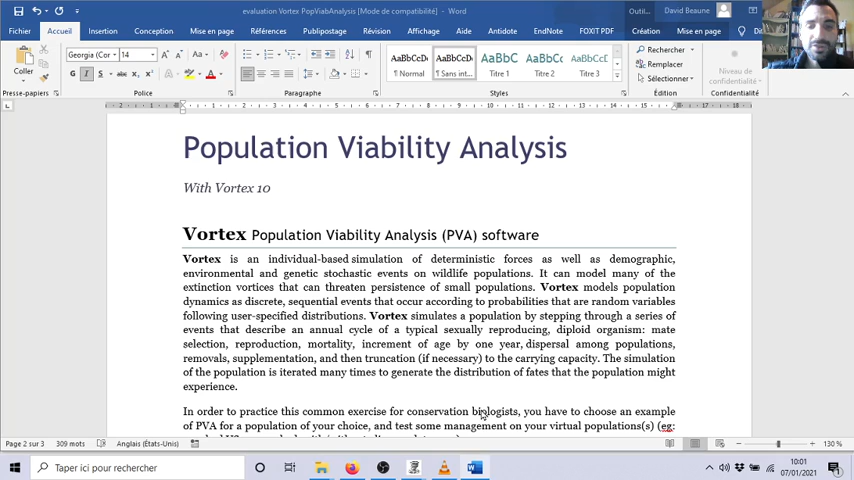 evaluation Vortex PopViabAnalysis [Mode de compatibilité] - Word
Outil...
David Beaune
Fichier Accueil Insertion Conception Mise en page Références Publipostage Révision Affichage Aide Antidote EndNote FOXIT PDF Création Mise en page
Coller
Georgia (Cor 14
Rechercher
Remplacer
Sélectionner
Niveau de
confidentialité
AaBbCcDc AaBbCcDc AaBbC AaBbCc AaBbCcD
¶ Normal ¶ Sans int... Titre 1 Titre 2 Titre 3
Presse-papiers Police Paragraphe Styles Édition Confidentialité
Population Viability Analysis
With Vortex 10
Vortex Population Viability Analysis (PVA) software
Vortex is an individual-based simulation of deterministic forces as well as demographic,
environmental and genetic stochastic events on wildlife populations. It can model many of the
extinction vortices that can threaten persistence of small populations. Vortex models population
dynamics as discrete, sequential events that occur according to probabilities that are random variables
following user-specified distributions. Vortex simulates a population by stepping through a series of
events that describe an annual cycle of a typical sexually reproducing, diploid organism: mate
selection, reproduction, mortality, increment of age by one year, dispersal among populations,
removals, supplementation, and then truncation (if necessary) to the carrying capacity. The simulation
of the population is iterated many times to generate the distribution of fates that the population might
experience.
In order to practice this common exercise for conservation biologists, you have to choose an example
of PVA for a population of your choice, and test some management on your virtual populations(s) (eg:
Page 2 sur 3 309 mots Anglais (États-Unis) 130 %
Taper ici pour rechercher
10:01
07/01/2021